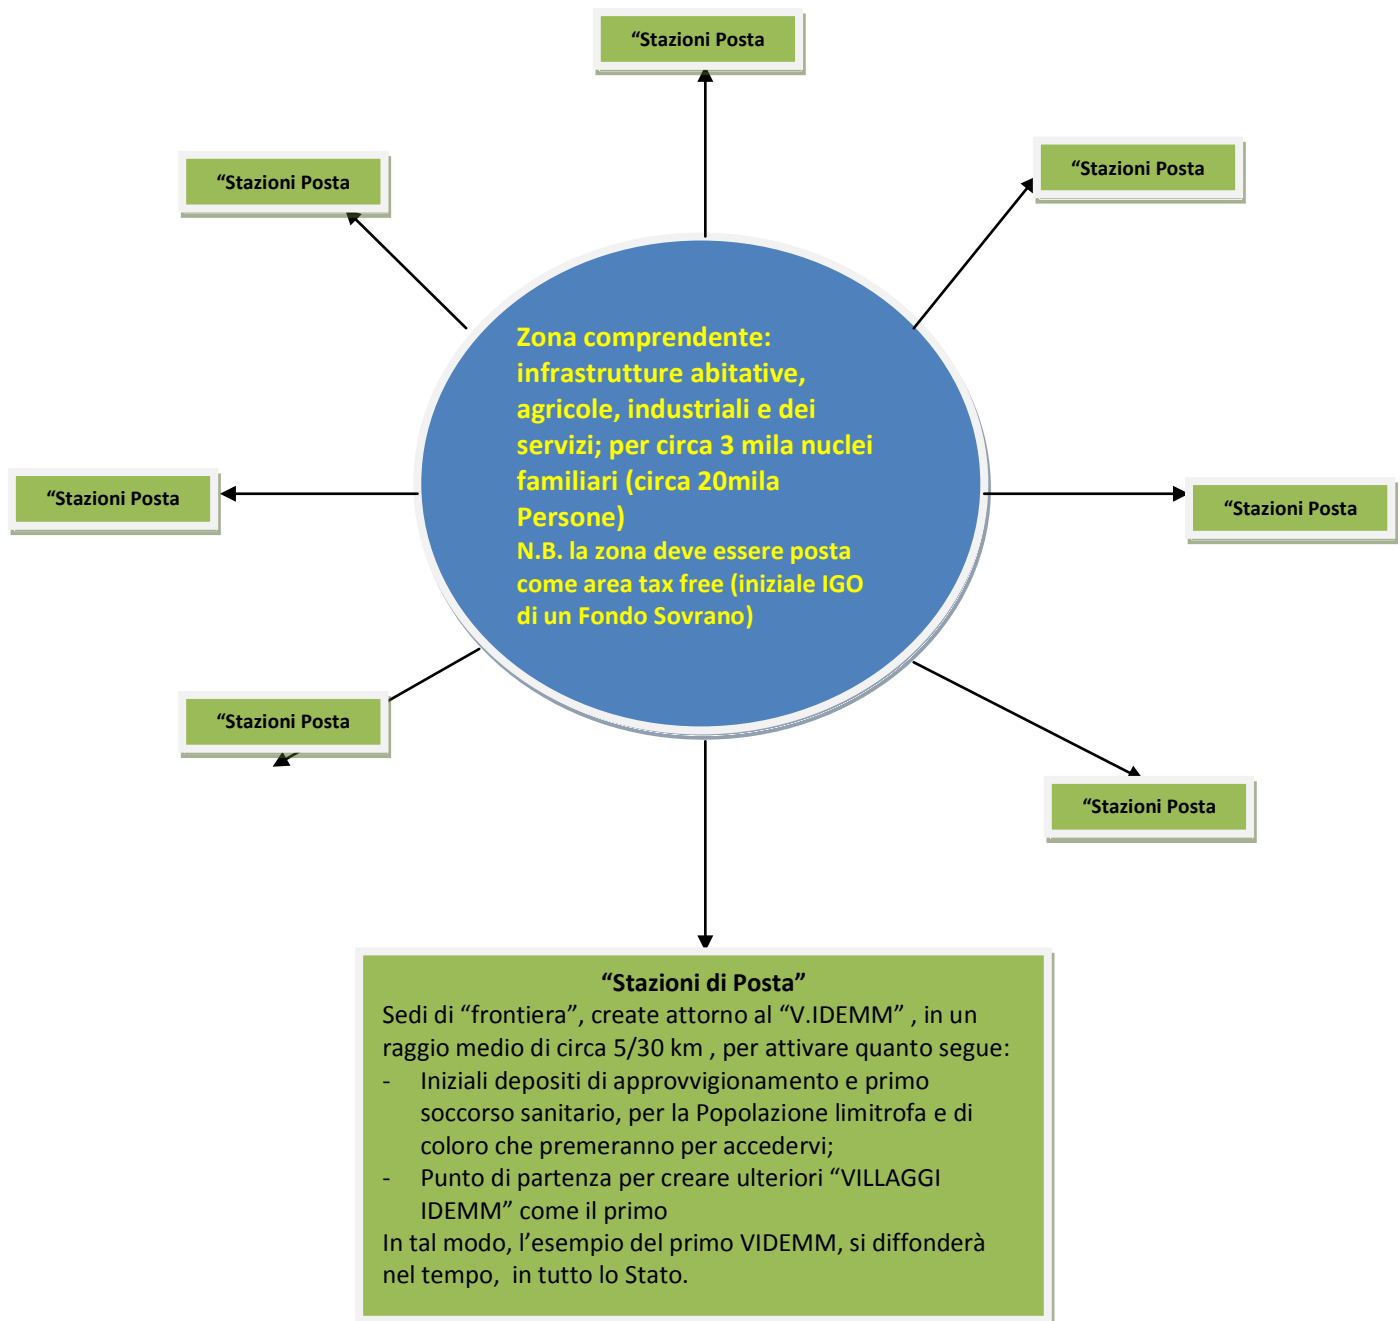 “Stazioni Posta
“Stazioni Posta
“Stazioni Posta
Zona comprendente:
infrastrutture abitative,
agricole, industriali e dei
servizi; per circa 3 mila nuclei
familiari (circa 20mila
Persone)
N.B. la zona deve essere posta
come area tax free (iniziale IGO
di un Fondo Sovrano)
“Stazioni Posta
“Stazioni Posta
“Stazioni Posta
“Stazioni Posta
“Stazioni di Posta”
Sedi di “frontiera”, create attorno al “V.IDEMM” , in un
raggio medio di circa 5/30 km , per attivare quanto segue:
- Iniziali depositi di approvvigionamento e primo
soccorso sanitario, per la Popolazione limitrofa e di
coloro che premeranno per accedervi;
- Punto di partenza per creare ulteriori “VILLAGGI
IDEMM” come il primo
In tal modo, l’esempio del primo VIDEMM, si diffonderà
nel tempo, in tutto lo Stato.